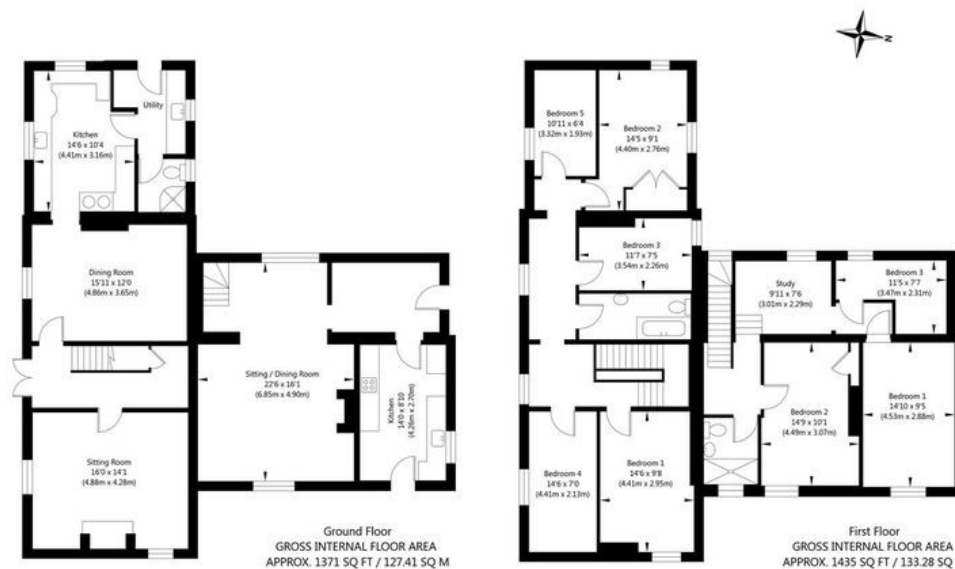 N
Utility
Kitchen
14'6 x 10'4
(4.41m x 3.16m)
Dining Room
15'11 x 12'0
(4.86m x 3.65m)
Sitting Room
16'0 x 14'1
(4.88m x 4.28m)
Sitting / Dining Room
22'6 x 16'1
(6.85m x 4.90m)
Kitchen
14'0 x 8'10
(4.26m x 2.70m)
Ground Floor
GROSS INTERNAL FLOOR AREA
APPROX. 1371 SQ FT / 127.41 SQ M
Bedroom 5
10'11 x 6'4
(3.32m x 1.93m)
Bedroom 2
14'5 x 9'1
(4.40m x 2.76m)
Bedroom 3
11'7 x 7'5
(3.54m x 2.26m)
Bedroom 4
14'6 x 7'0
(4.41m x 2.13m)
Bedroom 1
14'6 x 9'8
(4.41m x 2.95m)
Study
9'11 x 7'6
(3.01m x 2.29m)
Bedroom 3
11'5 x 7'7
(3.47m x 2.31m)
Bedroom 2
14'9 x 10'1
(4.49m x 3.07m)
Bedroom 1
14'10 x 9'5
(4.53m x 2.88m)
First Floor
GROSS INTERNAL FLOOR AREA
APPROX. 1435 SQ FT / 133.28 SQ